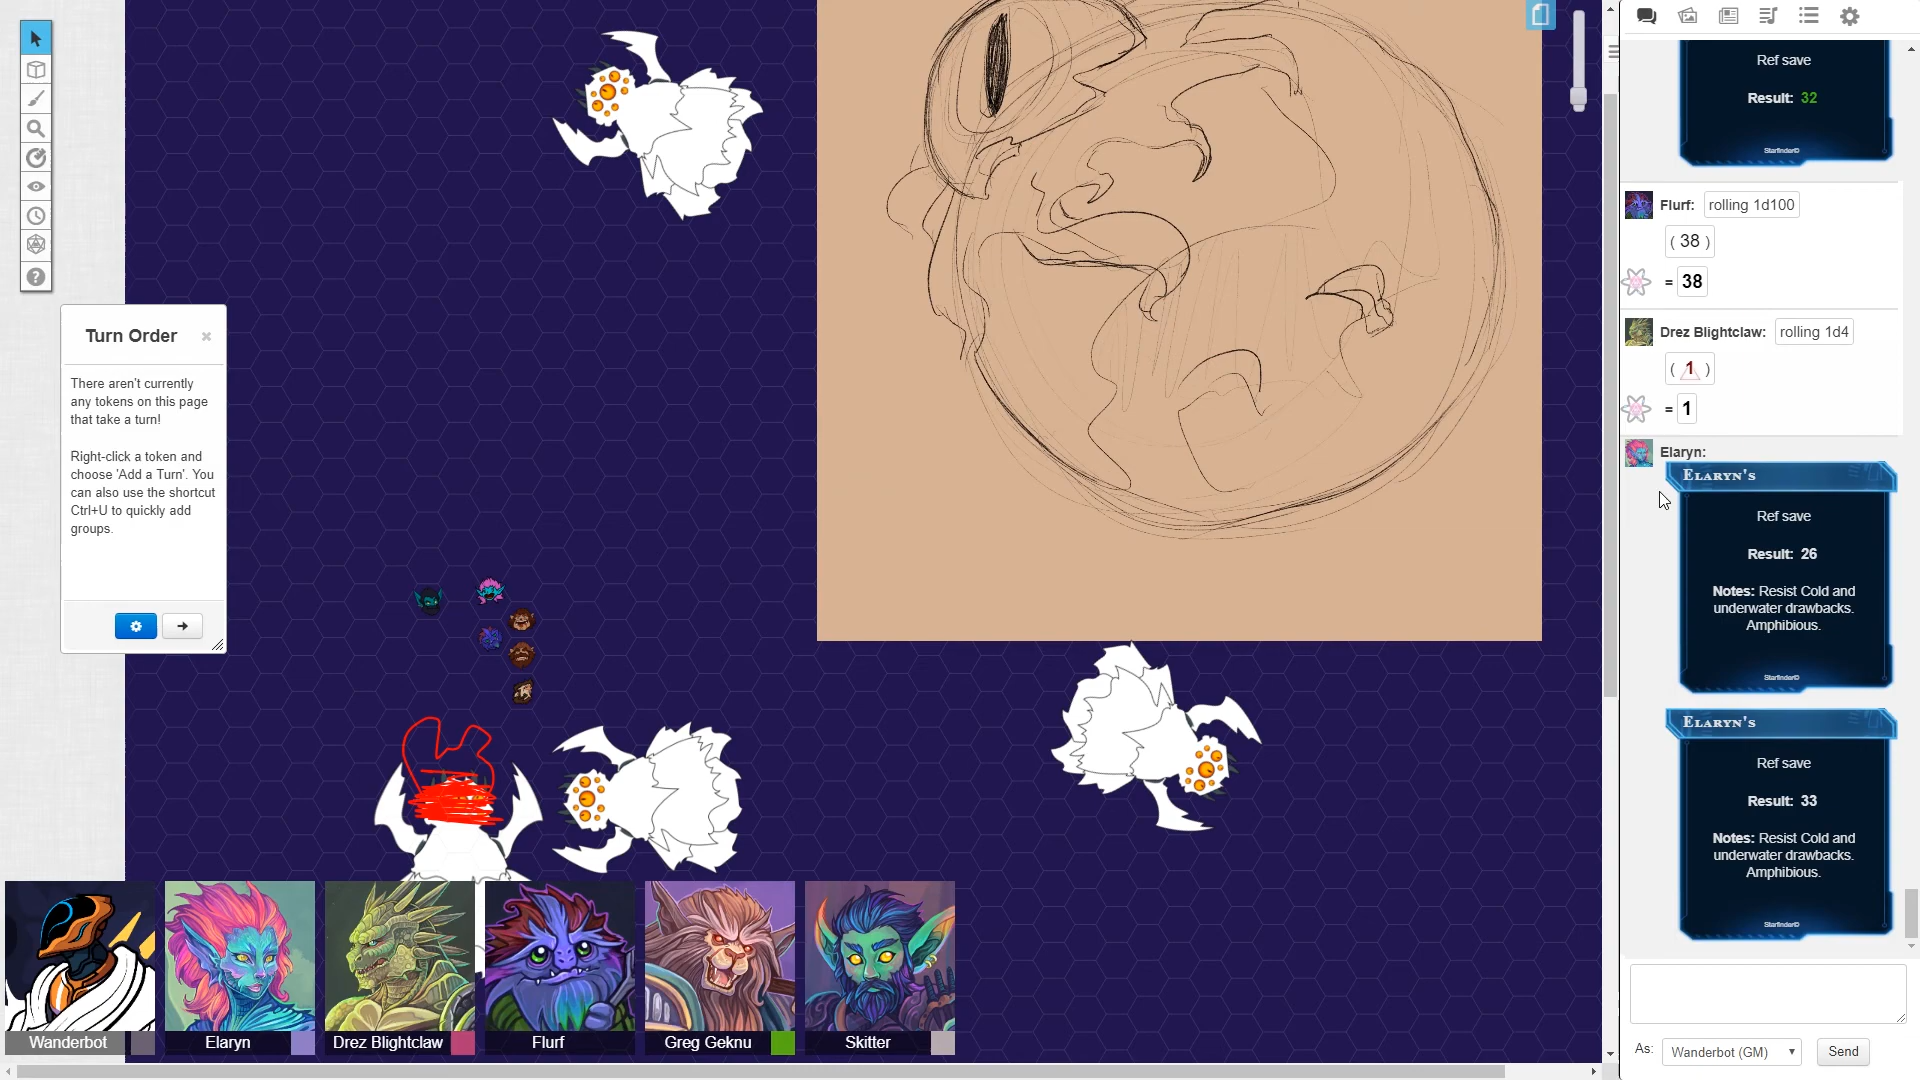 Turn Order
There aren't currently
any tokens on this page
that take a turn!
Right-click a token and
choose 'Add a Turn'. You
can also use the shortcut
Ctrl+U to quickly add
groups.
Wanderbot
Elaryn
Drez Blightclaw
Flurf
Greg Geknu
Skitter
Ref save
Result: 32
Starfinder©
Flurf: rolling 1d100
( 38 )
= 38
Drez Blightclaw: rolling 1d4
( 1 )
= 1
Elaryn:
ELARYN'S
Ref save
Result: 26
Notes: Resist Cold and
underwater drawbacks.
Amphibious.
Starfinder©
ELARYN'S
Ref save
Result: 33
Notes: Resist Cold and
underwater drawbacks.
Amphibious.
Starfinder©
As: Wanderbot (GM) Send